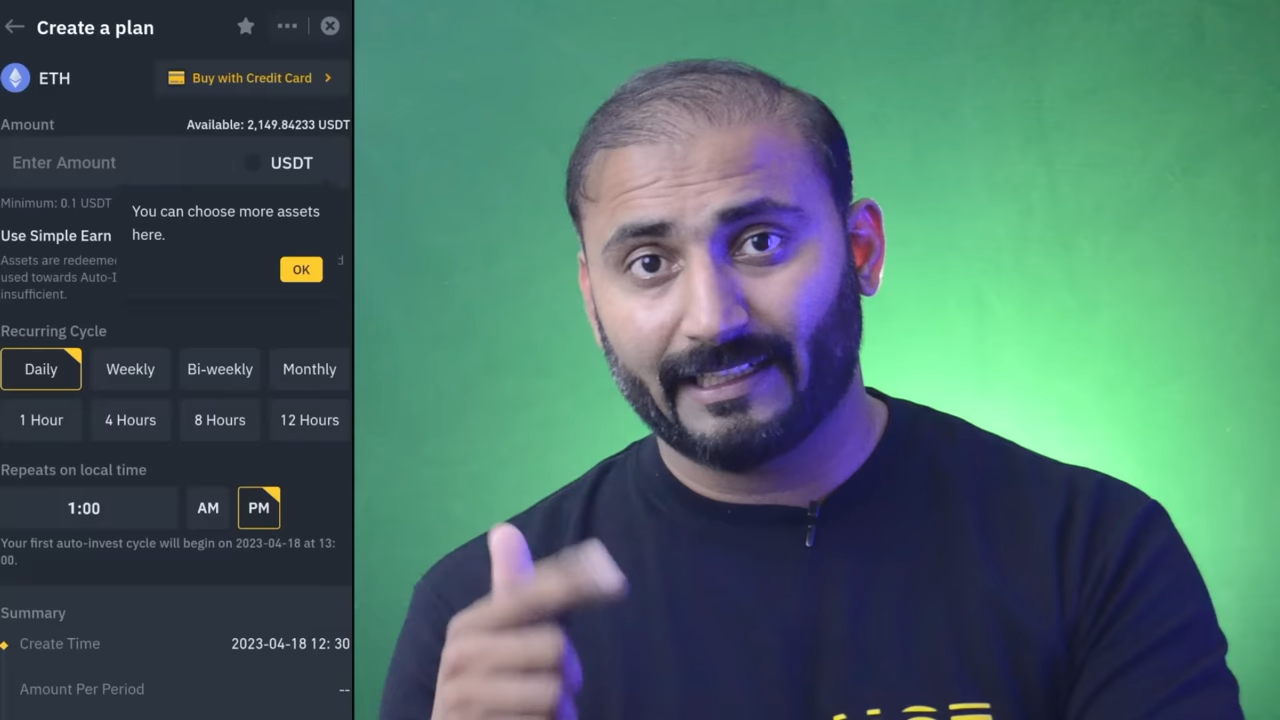 Create a plan
ETH
Buy with Credit Card
Amount
Available: 2,149.84233 USDT
Enter Amount
USDT
Minimum: 0.1 USDT
You can choose more assets
here.
Use Simple Earn
Assets are redeemed
used towards Auto-I
insufficient.
OK
Recurring Cycle
Daily
Weekly
Bi-weekly
Monthly
1 Hour
4 Hours
8 Hours
12 Hours
Repeats on local time
1:00
AM
PM
Your first auto-invest cycle will begin on 2023-04-18 at 13:
00.
Summary
Create Time
2023-04-18 12: 30
Amount Per Period
--